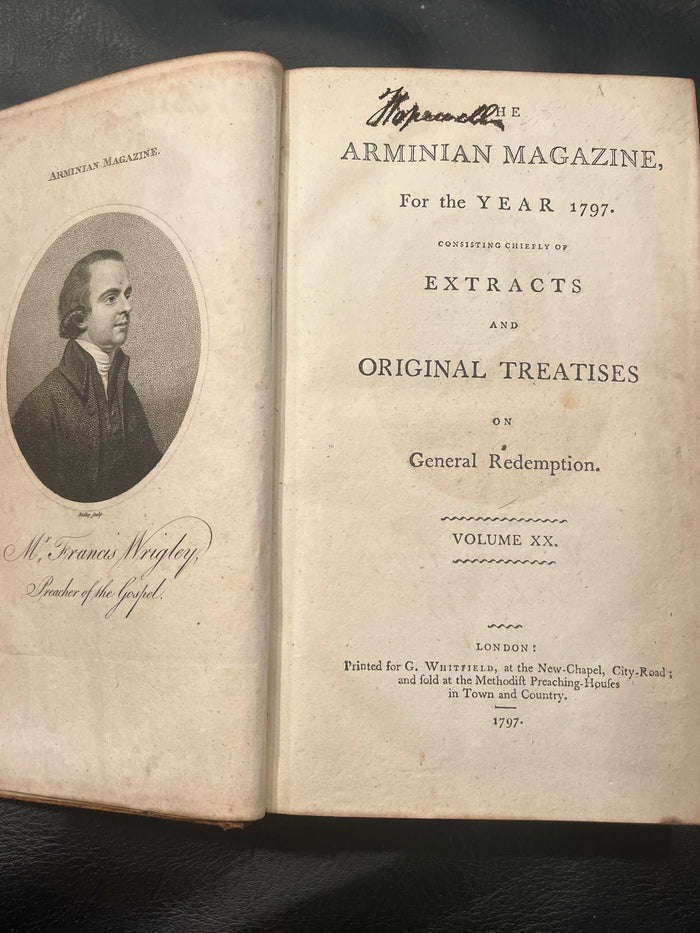 ARMINIAN MAGAZINE.
Ridley sculp.
Mr. Francis Wrigley,
Preacher of the Gospel.
Hopewell
THE
ARMINIAN MAGAZINE,
For the YEAR 1797.
CONSISTING CHIEFLY OF
EXTRACTS
AND
ORIGINAL TREATISES
ON
General Redemption.
VOLUME XX.
LONDON:
Printed for G. WHITFIELD, at the New-Chapel, City-Road;
and ſold at the Methodiſt Preaching-Houſes
in Town and Country.
1797.